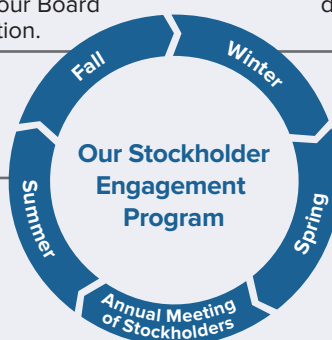 our Board
tion.
d
Fall
Winter
Our Stockholder
Engagement
Program
Summer
Spring
Annual Meeting
of Stockholders